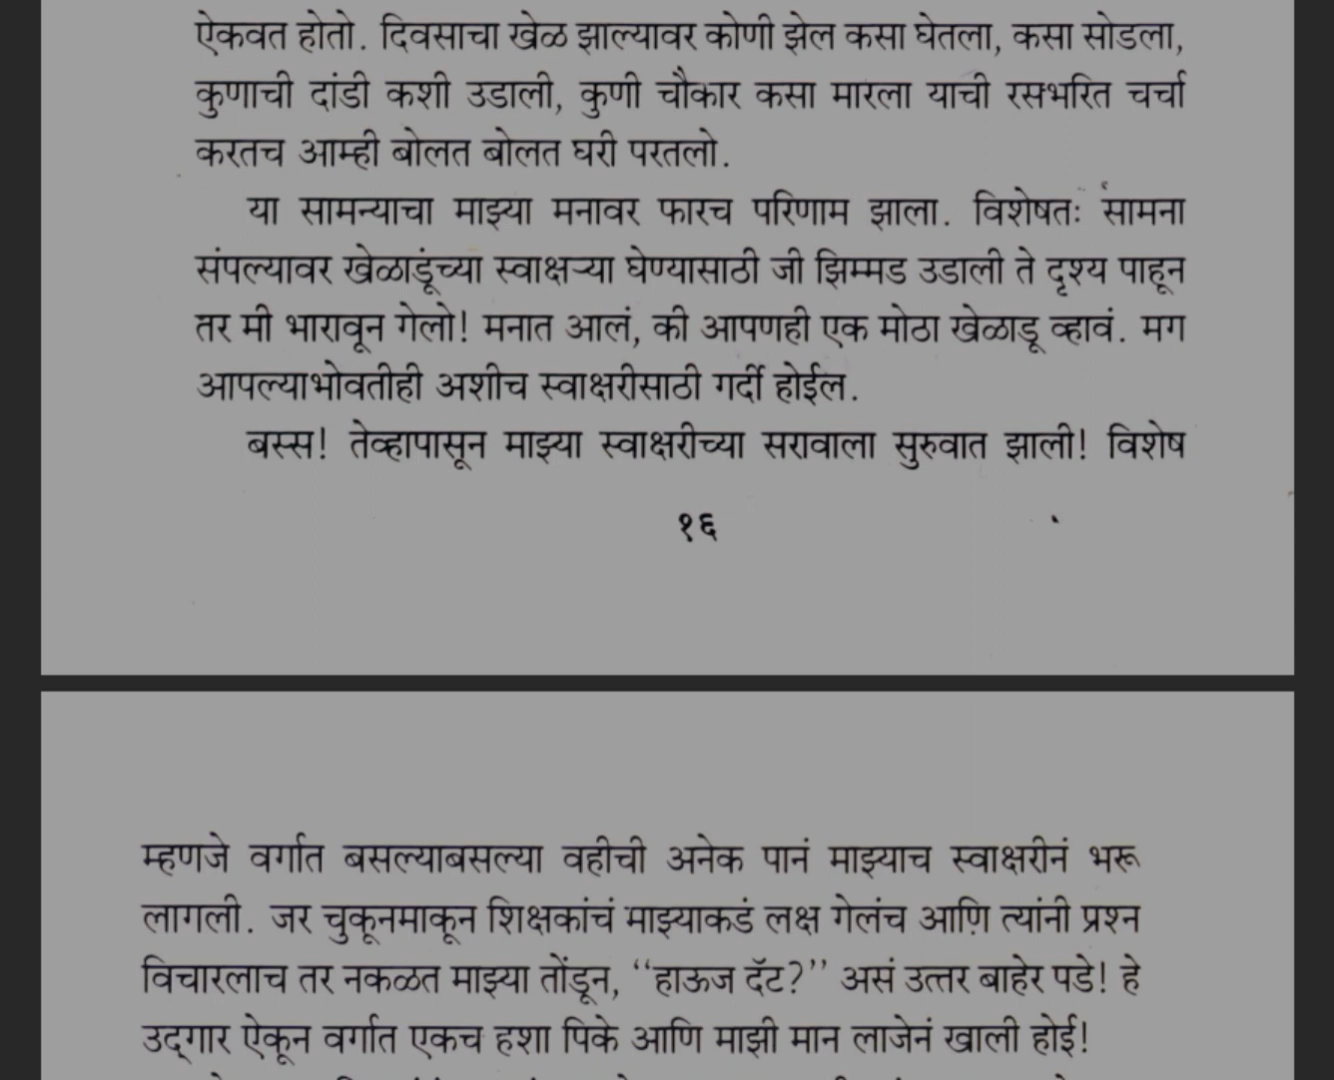 ऐकवत होतो. दिवसाचा खेळ झाल्यावर कोणी झेल कसा घेतला, कसा सोडला,
कुणाची दांडी कशी उडाली, कुणी चौकार कसा मारला याची रसभरित चर्चा
करतच आम्ही बोलत बोलत घरी परतलो.
या सामन्याचा माझ्या मनावर फारच परिणाम झाला. विशेषतः सामना
संपल्यावर खेळाडूंच्या स्वाक्षऱ्या घेण्यासाठी जी झिम्मड उडाली ते दृश्य पाहून
तर मी भारावून गेलो! मनात आलं, की आपणही एक मोठा खेळाडू व्हावं. मग
आपल्याभोवतीही अशीच स्वाक्षरीसाठी गर्दी होईल.
बस्स! तेव्हापासून माझ्या स्वाक्षरीच्या सरावाला सुरुवात झाली! विशेष
१६
म्हणजे वर्गात बसल्याबसल्या वहीची अनेक पानं माझ्याच स्वाक्षरीनं भरू
लागली. जर चुकूनमाकून शिक्षकांचं माझ्याकडं लक्ष गेलंच आणि त्यांनी प्रश्न
विचारलाच तर नकळत माझ्या तोंडून, ‘‘हाऊज दॅट?’’ असं उत्तर बाहेर पडे! हे
उद्‌गार ऐकून वर्गात एकच हशा पिके आणि माझी मान लाजेनं खाली होई!